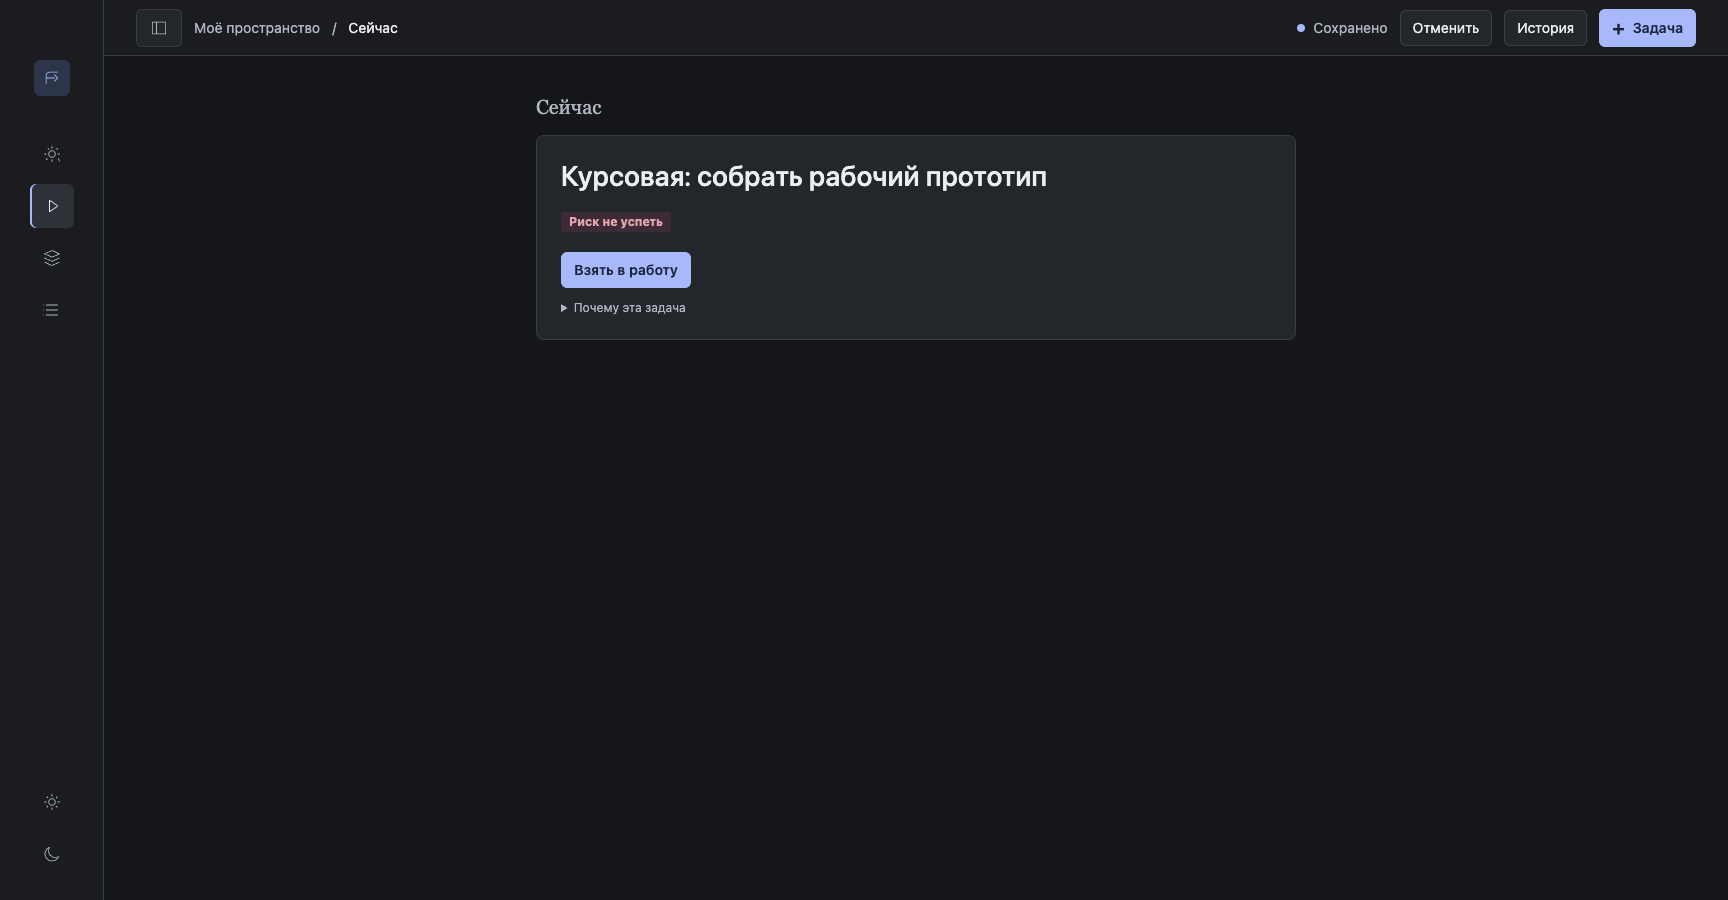 Моё пространство / Сейчас
Сохранено
Отменить
История
+ Задача
Сейчас
Курсовая: собрать рабочий прототип
Риск не успеть
Взять в работу
Почему эта задача